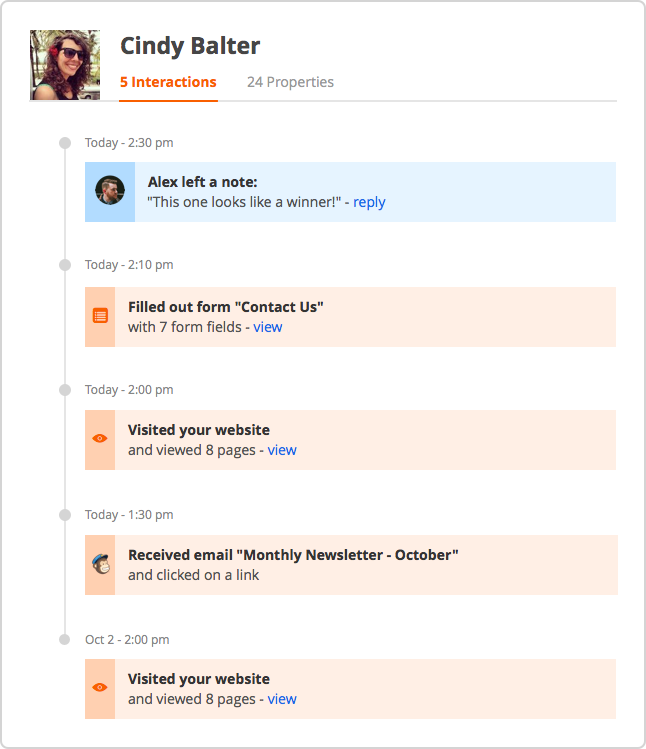 Cindy Balter
5 Interactions
24 Properties
Today - 2:30 pm
Alex left a note:
"This one looks like a winner!" - reply
Today - 2:10 pm
Filled out form "Contact Us"
with 7 form fields - view
Today - 2:00 pm
Visited your website
and viewed 8 pages - view
Today - 1:30 pm
Received email "Monthly Newsletter - October"
and clicked on a link
Oct 2 - 2:00 pm
Visited your website
and viewed 8 pages - view